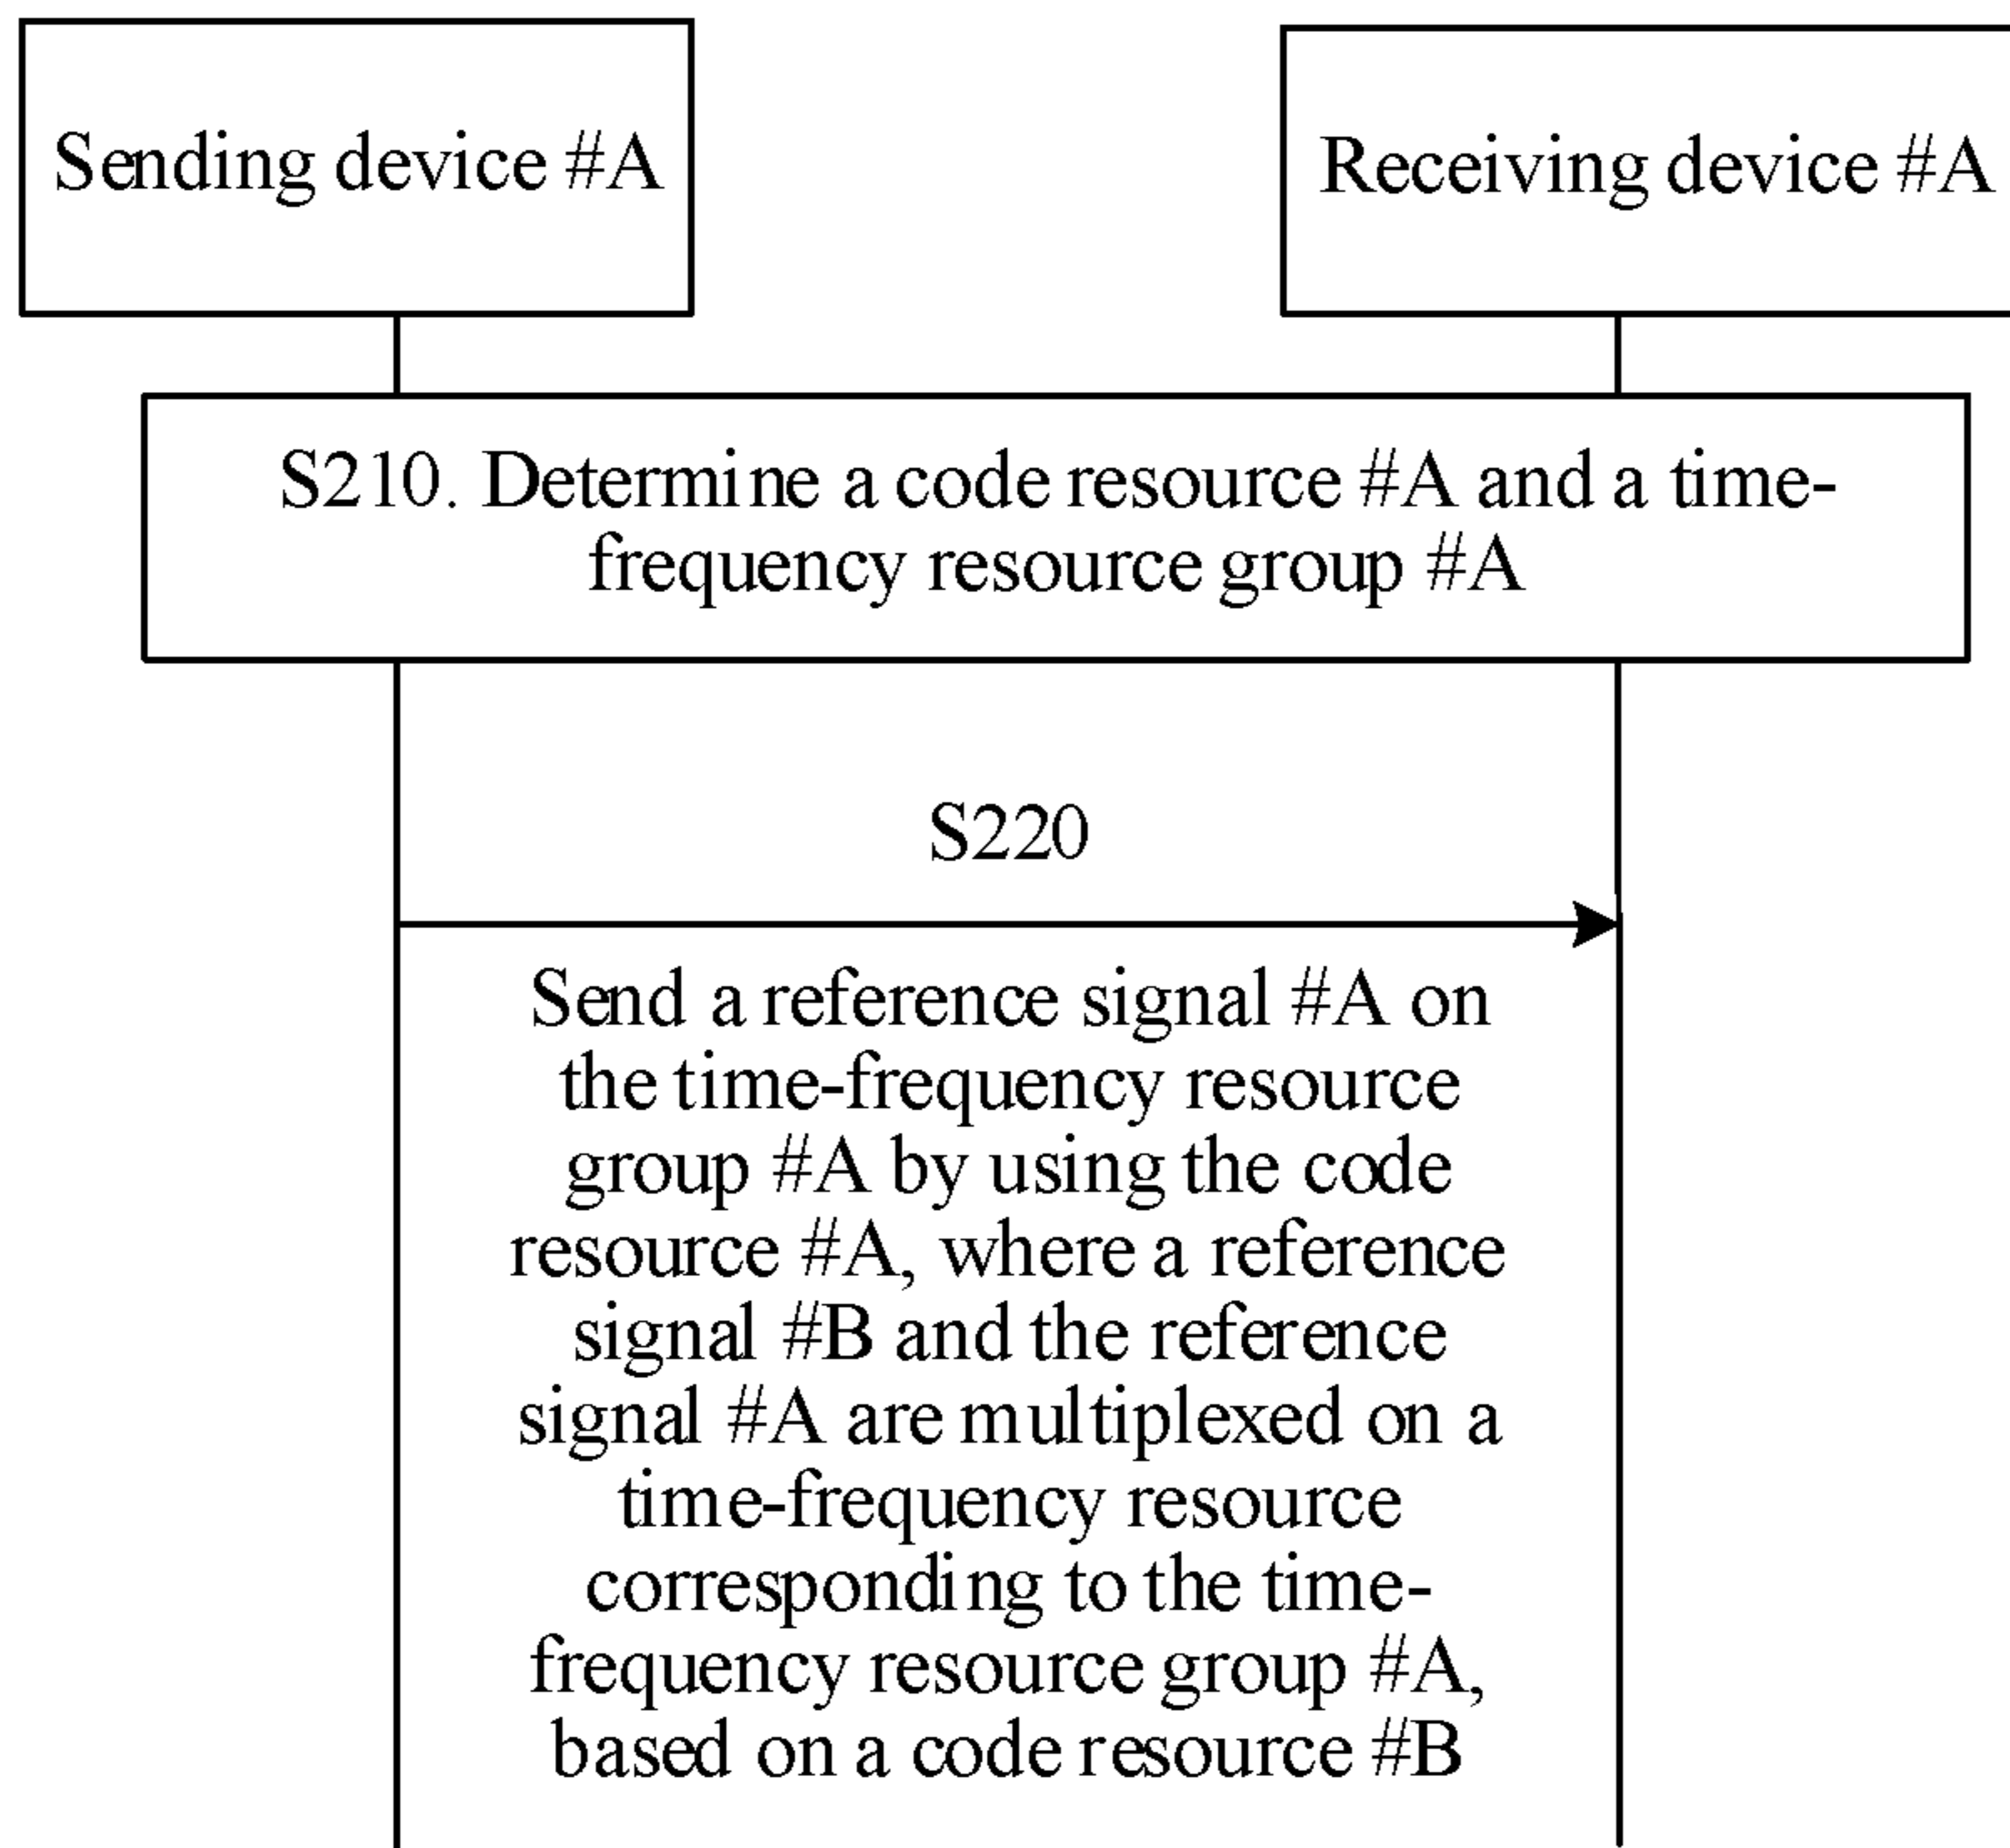 Sending device #A
Receiving device #A
S210. Determine a code resource #A and a time-
frequency resource group #A
S220
Send a reference signal #A on
the time-frequency resource
group #A by using the code
resource #A, where a reference
signal #B and the reference
signal #A are multiplexed on a
time-frequency resource
corresponding to the time-
frequency resource group #A,
based on a code resource #B